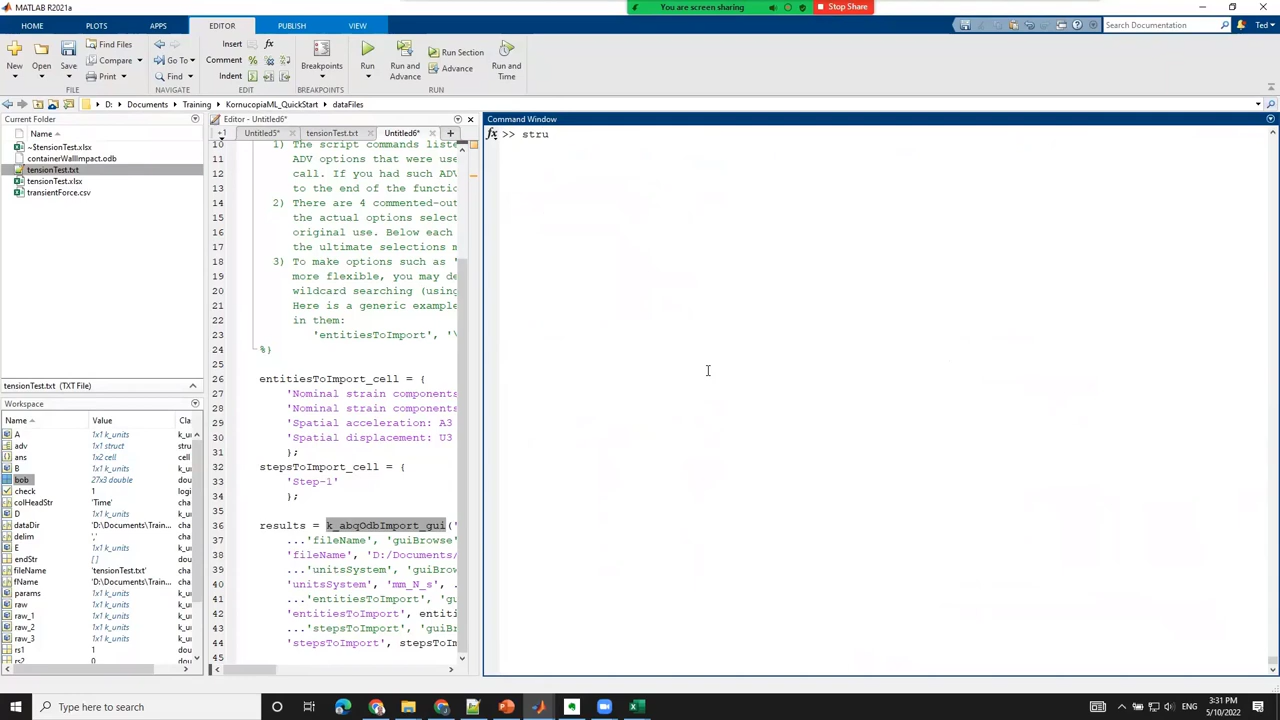 MATLAB R2021a
You are screen sharing
Stop Share
HOME
PLOTS
APPS
EDITOR
PUBLISH
VIEW
Search Documentation
Ted
New
Open
Save
Find Files
Compare
Print
Go To
Find
Insert
Comment
Indent
Breakpoints
Run
Run and
Advance
Run Section
Advance
Run and
Time
FILE
NAVIGATE
EDIT
BREAKPOINTS
RUN
D: Documents Training KornucopiaML_QuickStart dataFiles
Current Folder
Name
~$tensionTest.xlsx
containerWallImpact.odb
tensionTest.txt
tensionTest.xlsx
transientForce.csv
tensionTest.txt (TXT File)
Workspace
Name Value Cla
A 1x1 k_units k_u
adv 1x1 struct stru
ans 1x2 cell cell
B 1x1 k_units k_u
bob 27x3 double dou
check 1 logi
colHeadStr 'Time' cha
D 1x1 k_units k_u
dataDir 'D:\Documents\Train... cha
delim ',' cha
E 1x1 k_units k_u
endStr [ ] dou
fileName 'tensionTest.txt' cha
fName 'D:\Documents\Train... cha
params 1x1 k_units k_u
raw 1x1 k_units k_u
raw_1 1x1 k_units k_u
raw_2 1x1 k_units k_u
raw_3 1x1 k_units k_u
rs1 1 dou
rs2 0 dou
Editor - Untitled6*
Untitled5*
tensionTest.txt
Untitled6*
10 1) The script commands liste
11 ADV options that were use
12 call. If you had such ADV
13 to the end of the functio
14 2) There are 4 commented-out
15 the actual options select
16 original use. Below each
17 the ultimate selections m
18 3) To make options such as '
19 more flexible, you may de
20 wildcard searching (using
21 Here is a generic example
22 in them:
23 'entitiesToImport', '\
24 %}
25
26 entitiesToImport_cell = {
27 'Nominal strain components
28 'Nominal strain components
29 'Spatial acceleration: A3
30 'Spatial displacement: U3
31 };
32 stepsToImport_cell = {
33 'Step-1'
34 };
35
36 results = k_abqOdbImport_gui('
37 ...'fileName', 'guiBrowse'
38 'fileName', 'D:/Documents/
39 ...'unitsSystem', 'guiBrow
40 'unitsSystem', 'mm_N_s', .
41 ...'entitiesToImport', 'gu
42 'entitiesToImport', entiti
43 ...'stepsToImport', 'guiBr
44 'stepsToImport', stepsToIm
45
Command Window
fx >> stru
Type here to search
ENG
3:31 PM
5/10/2022